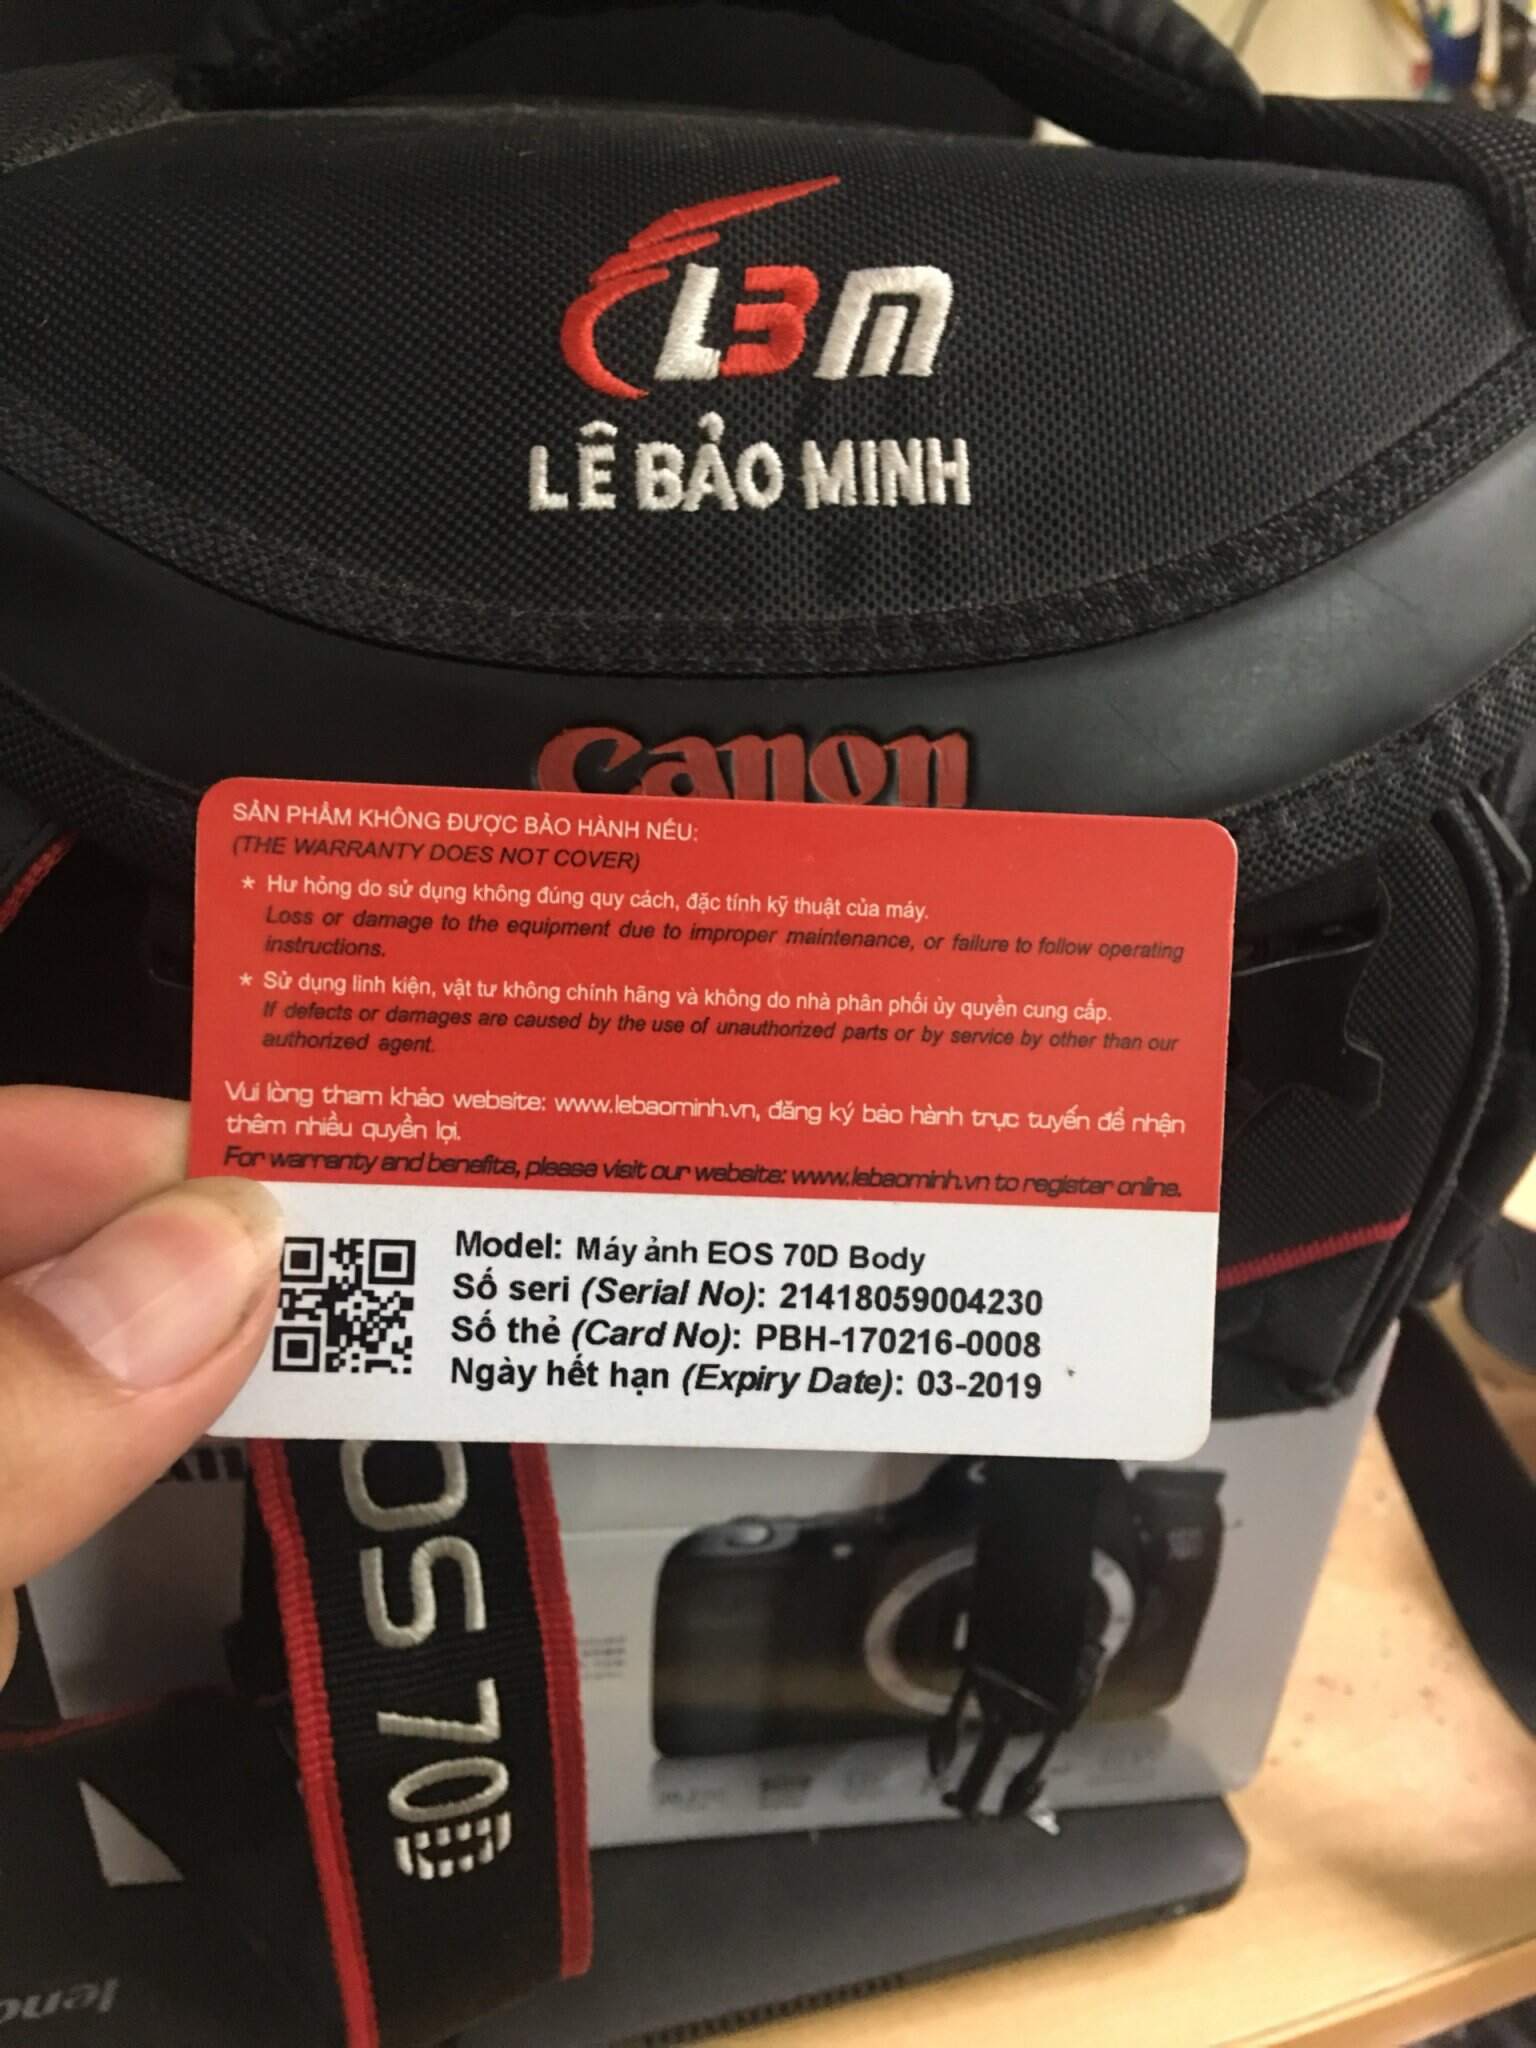 LBM
LÊ BẢO MINH
Canon
SẢN PHẨM KHÔNG ĐƯỢC BẢO HÀNH NẾU:
(THE WARRANTY DOES NOT COVER)
* Hư hỏng do sử dụng không đúng quy cách, đặc tính kỹ thuật của máy.
Loss or damage to the equipment due to improper maintenance, or failure to follow operating
instructions.
* Sử dụng linh kiện, vật tư không chính hãng và không do nhà phân phối ủy quyền cung cấp.
If defects or damages are caused by the use of unauthorized parts or by service by other than our
authorized agent.
Vui lòng tham khảo website: www.lebaominh.vn, đăng ký bảo hành trực tuyến để nhận
thêm nhiều quyền lợi.
For warranty and benefits, please visit our website: www.lebaominh.vn to register online.
Model: Máy ảnh EOS 70D Body
Số seri (Serial No): 21418059004230
Số thẻ (Card No): PBH-170216-0008
Ngày hết hạn (Expiry Date): 03-2019
OS 70D
leno